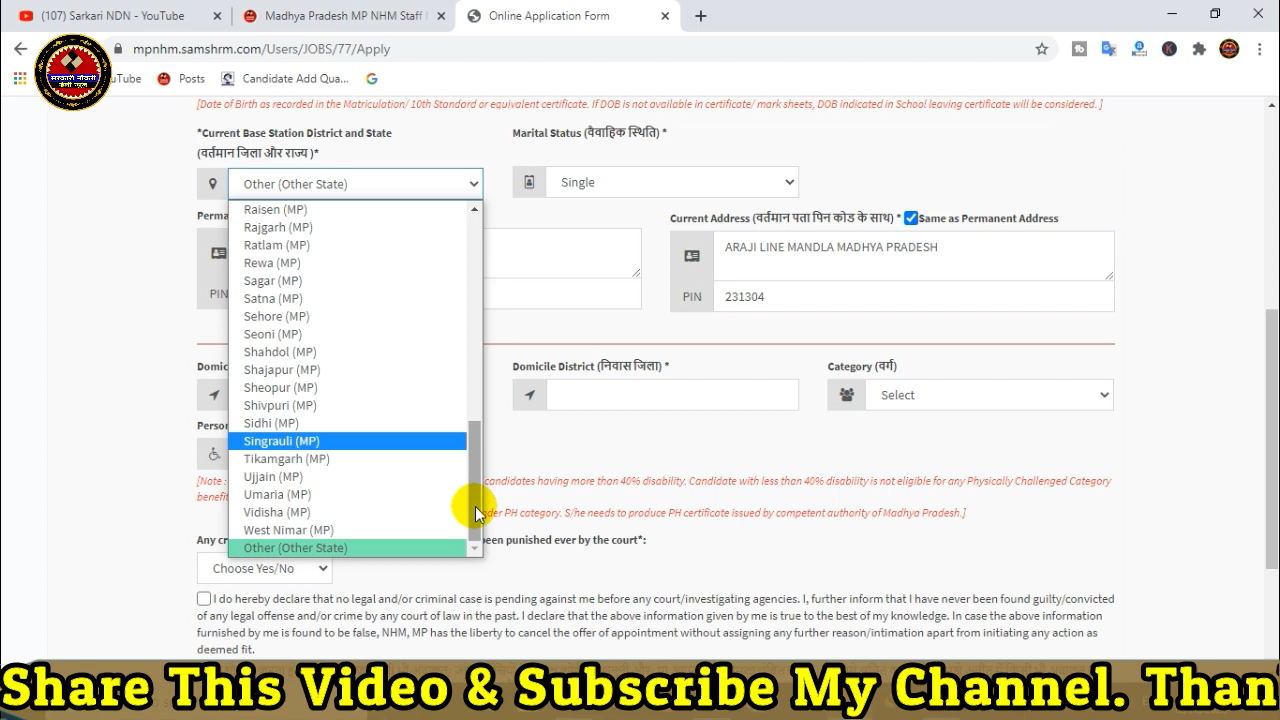 (107) Sarkari NDN - YouTube
Madhya Pradesh MP NHM Staff
Online Application Form
mpnhm.samshrm.com/Users/JOBS/77/Apply
Tube
Posts
Candidate Add Qua...
सरकारी नौकरी
डेली न्यूज
[Date of Birth as recorded in the Matriculation/ 10th Standard or equivalent certificate. If DOB is not available in certificate/ mark sheets, DOB indicated in School leaving certificate will be considered. ]
*Current Base Station District and State
(वर्तमान जिला और राज्य )*
Marital Status (वैवाहिक स्थिति) *
Other (Other State)
Single
Raisen (MP)
Rajgarh (MP)
Ratlam (MP)
Rewa (MP)
Sagar (MP)
Satna (MP)
Sehore (MP)
Seoni (MP)
Shahdol (MP)
Shajapur (MP)
Sheopur (MP)
Shivpuri (MP)
Sidhi (MP)
Singrauli (MP)
Tikamgarh (MP)
Ujjain (MP)
Umaria (MP)
Vidisha (MP)
West Nimar (MP)
Other (Other State)
Perma
PIN
Current Address (वर्तमान पता पिन कोड के साथ) * Same as Permanent Address
ARAJI LINE MANDLA MADHYA PRADESH
PIN 231304
Domic
Domicile District (निवास जिला) *
Category (वर्ग)
Select
Person
[Note : candidates having more than 40% disability. Candidate with less than 40% disability is not eligible for any Physically Challenged Category
benefit
der PH category. S/he needs to produce PH certificate issued by competent authority of Madhya Pradesh.]
Any cr been punished ever by the court*:
Choose Yes/No
I do hereby declare that no legal and/or criminal case is pending against me before any court/investigating agencies. I, further inform that I have never been found guilty/convicted
of any legal offense and/or crime by any court of law in the past. I declare that the above information given by me is true to the best of my knowledge. In case the above information
furnished by me is found to be false, NHM, MP has the liberty to cancel the offer of appointment without assigning any further reason/intimation apart from initiating any action as
deemed fit.
Share This Video & Subscribe My Channel. Than